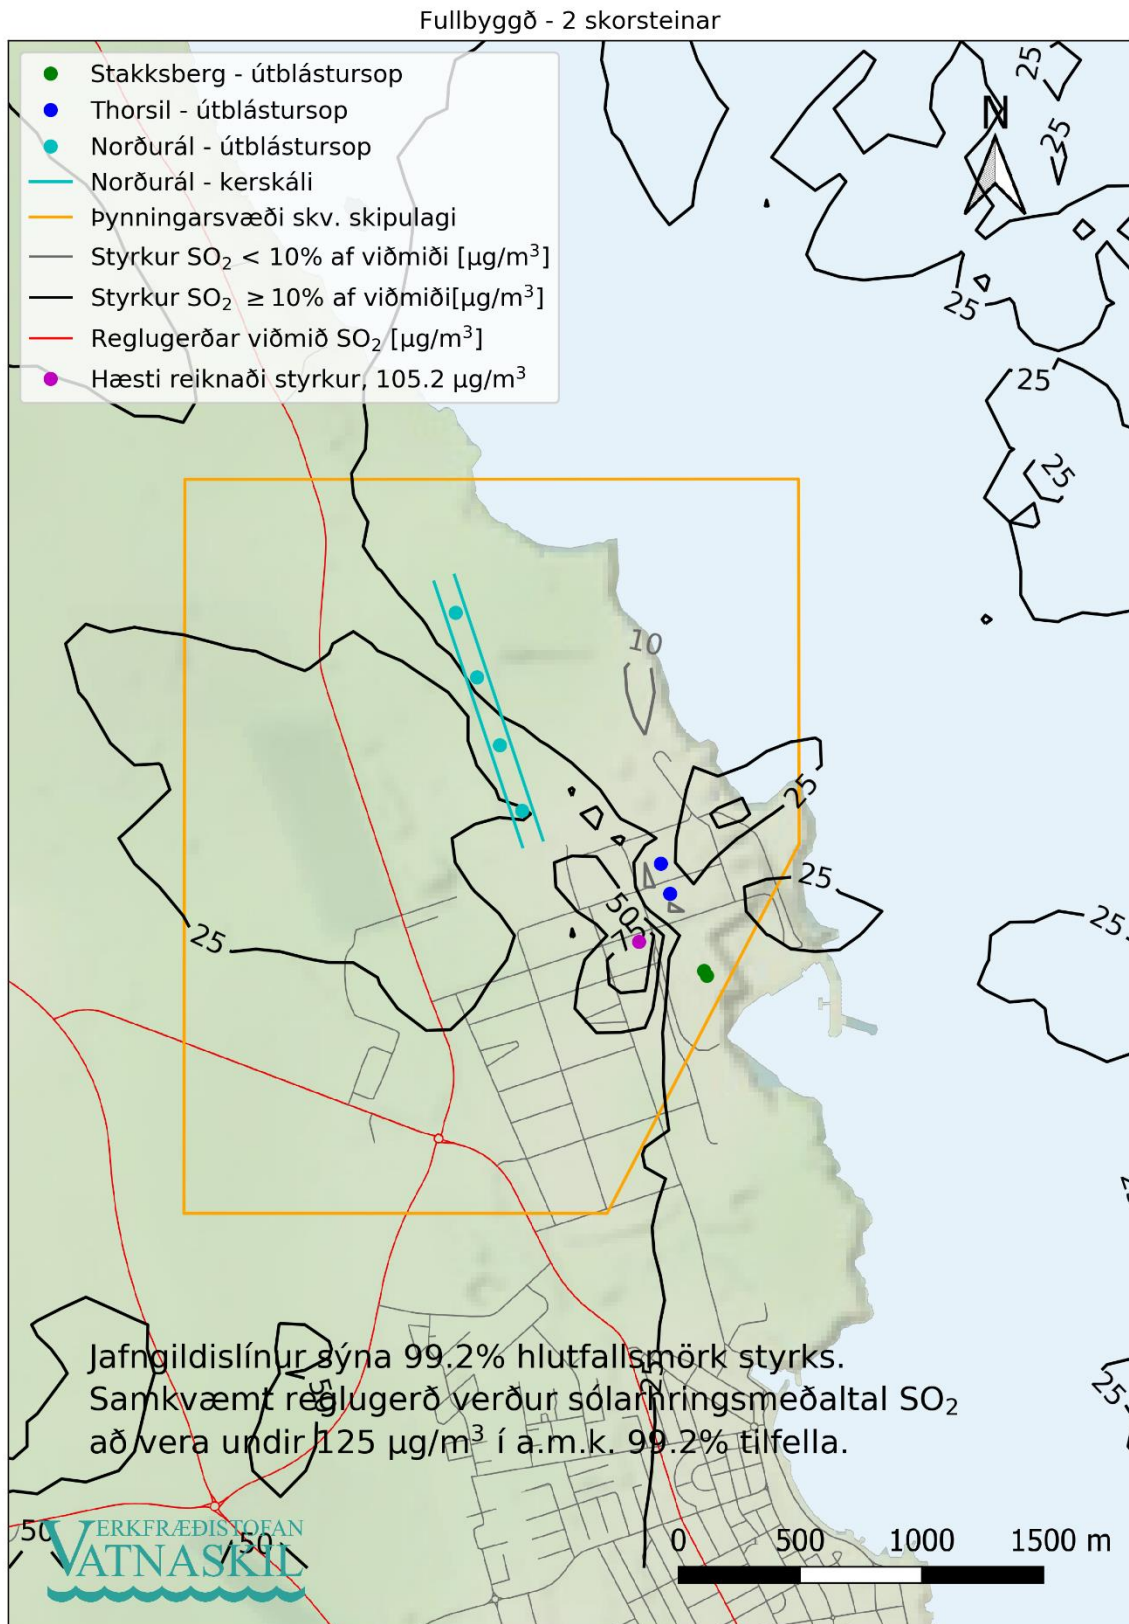 Fullbyggð - 2 skorsteinar
Stakksberg - útblástursop
Thorsil - útblástursop
Norðurál - útblástursop
Norðurál - kerskáli
Þynningarsvæði skv. skipulagi
Styrkur SO₂ < 10% af viðmiði [µg/m³]
Styrkur SO₂ ≥ 10% af viðmiði[µg/m³]
Reglugerðar viðmið SO₂ [µg/m³]
Hæsti reiknaði styrkur, 105.2 µg/m³
25
N
25
25
25
25
10
25
25
50
75
25
25
25
25
50
Jafngildislínur sýna 99.2% hlutfallsmörk styrks.
Samkvæmt reglugerð verður sólarhringsmeðaltal SO₂
að vera undir 125 µg/m³ í a.m.k. 99.2% tilfella.
50
50
VERKFRÆÐISTOFAN
VATNASKIL
0 500 1000 1500 m